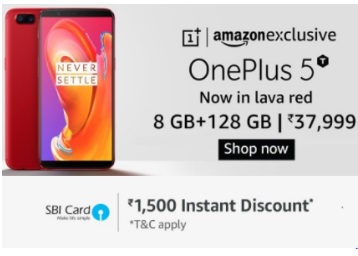 1+ | amazonexclusive
OnePlus 5T
Now in lava red
8 GB+128 GB | ₹37,999
Shop now
NEVER
SETTLE
SBI Card
Make life simple
₹1,500 Instant Discount*
*T&C apply